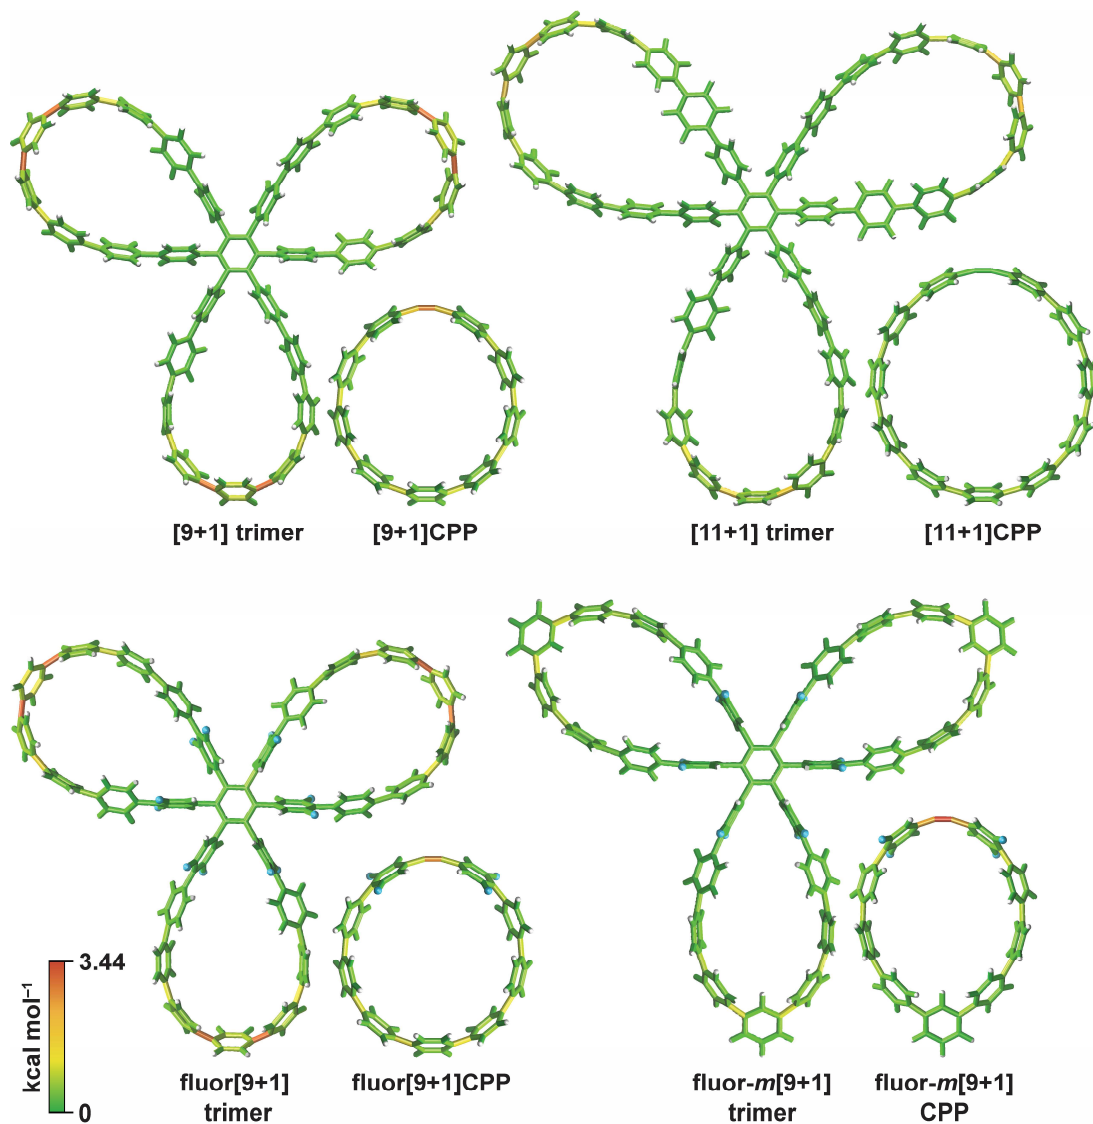 [9+1] trimer
[9+1]CPP
[11+1] trimer
[11+1]CPP
3.44
kcal mol⁻¹
0
fluor[9+1]
trimer
fluor[9+1]CPP
fluor-m[9+1]
trimer
fluor-m[9+1]
CPP